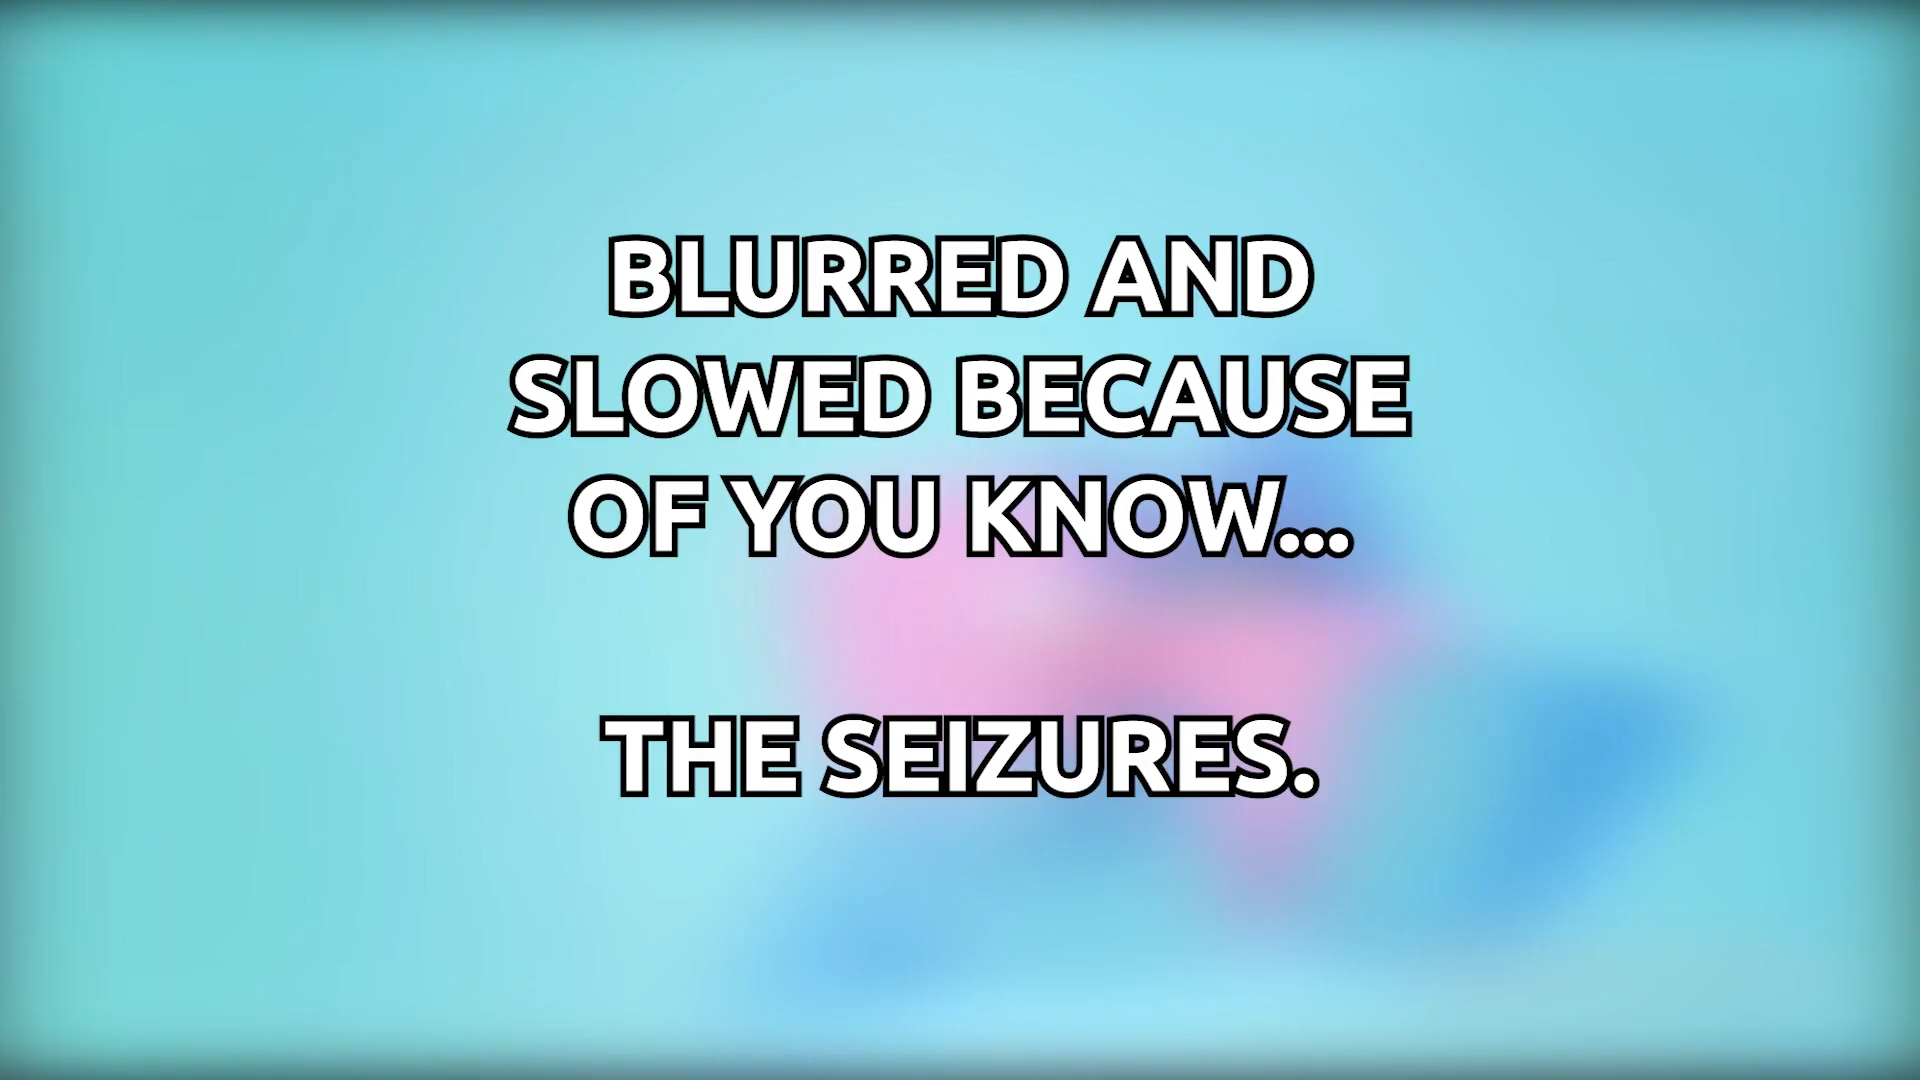 BLURRED AND
SLOWED BECAUSE
OF YOU KNOW...
THE SEIZURES.